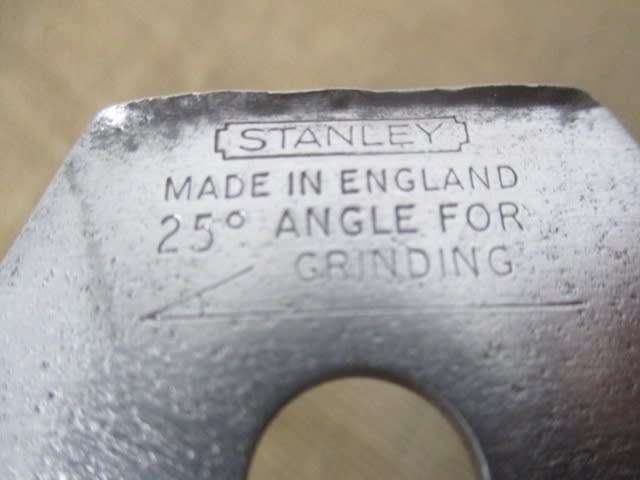 STANLEY
MADE IN ENGLAND
25° ANGLE FOR
GRINDING